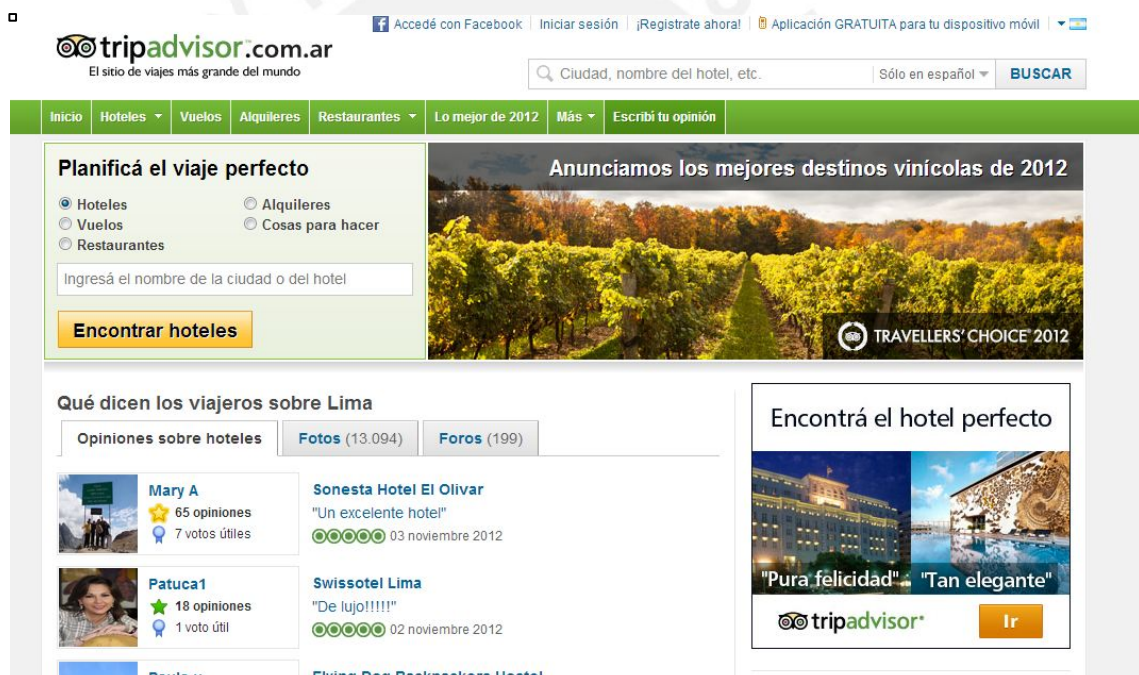 Accedé con Facebook | Iniciar sesión | ¡Registrate ahora! | Aplicación GRATUITA para tu dispositivo móvil
tripadvisor.com.ar
El sitio de viajes más grande del mundo
Ciudad, nombre del hotel, etc. Sólo en español BUSCAR
Inicio Hoteles Vuelos Alquileres Restaurantes Lo mejor de 2012 Más Escribí tu opinión
Planificá el viaje perfecto
Hoteles Alquileres
Vuelos Cosas para hacer
Restaurantes
Ingresá el nombre de la ciudad o del hotel
Encontrar hoteles
Anunciamos los mejores destinos vinícolas de 2012
TRAVELLERS' CHOICE® 2012
Qué dicen los viajeros sobre Lima
Opiniones sobre hoteles Fotos (13.094) Foros (199)
Mary A
65 opiniones
7 votos útiles
Sonesta Hotel El Olivar
"Un excelente hotel"
03 noviembre 2012
Patuca1
18 opiniones
1 voto útil
Swissotel Lima
"De lujo!!!!!"
02 noviembre 2012
Flying Dog Backpackers Hostel
Encontrá el hotel perfecto
"Pura felicidad" "Tan elegante"
tripadvisor®
Ir